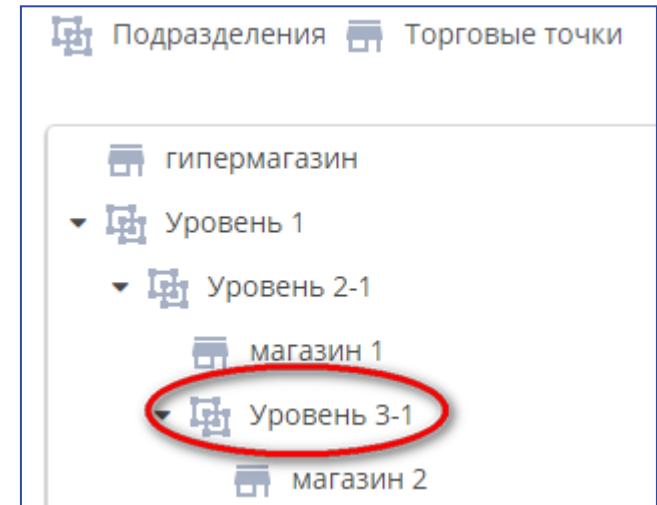 Подразделения Торговые точки
гипермагазин
Уровень 1
Уровень 2-1
магазин 1
Уровень 3-1
магазин 2